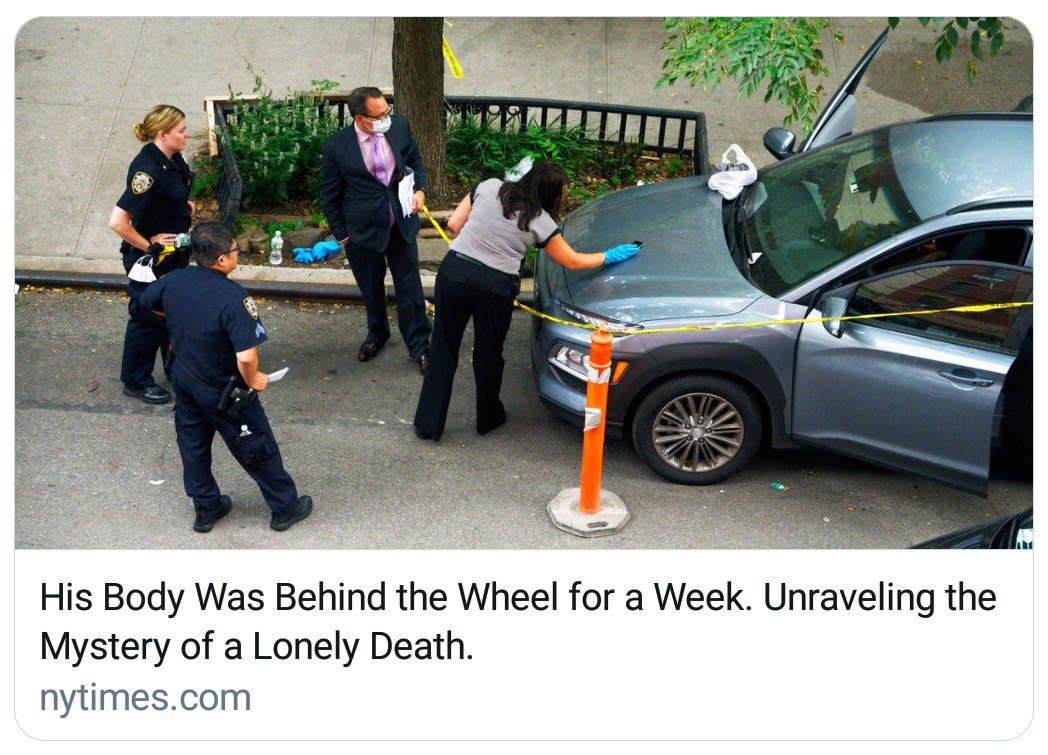 His Body Was Behind the Wheel for a Week. Unraveling the
Mystery of a Lonely Death.
nytimes.com